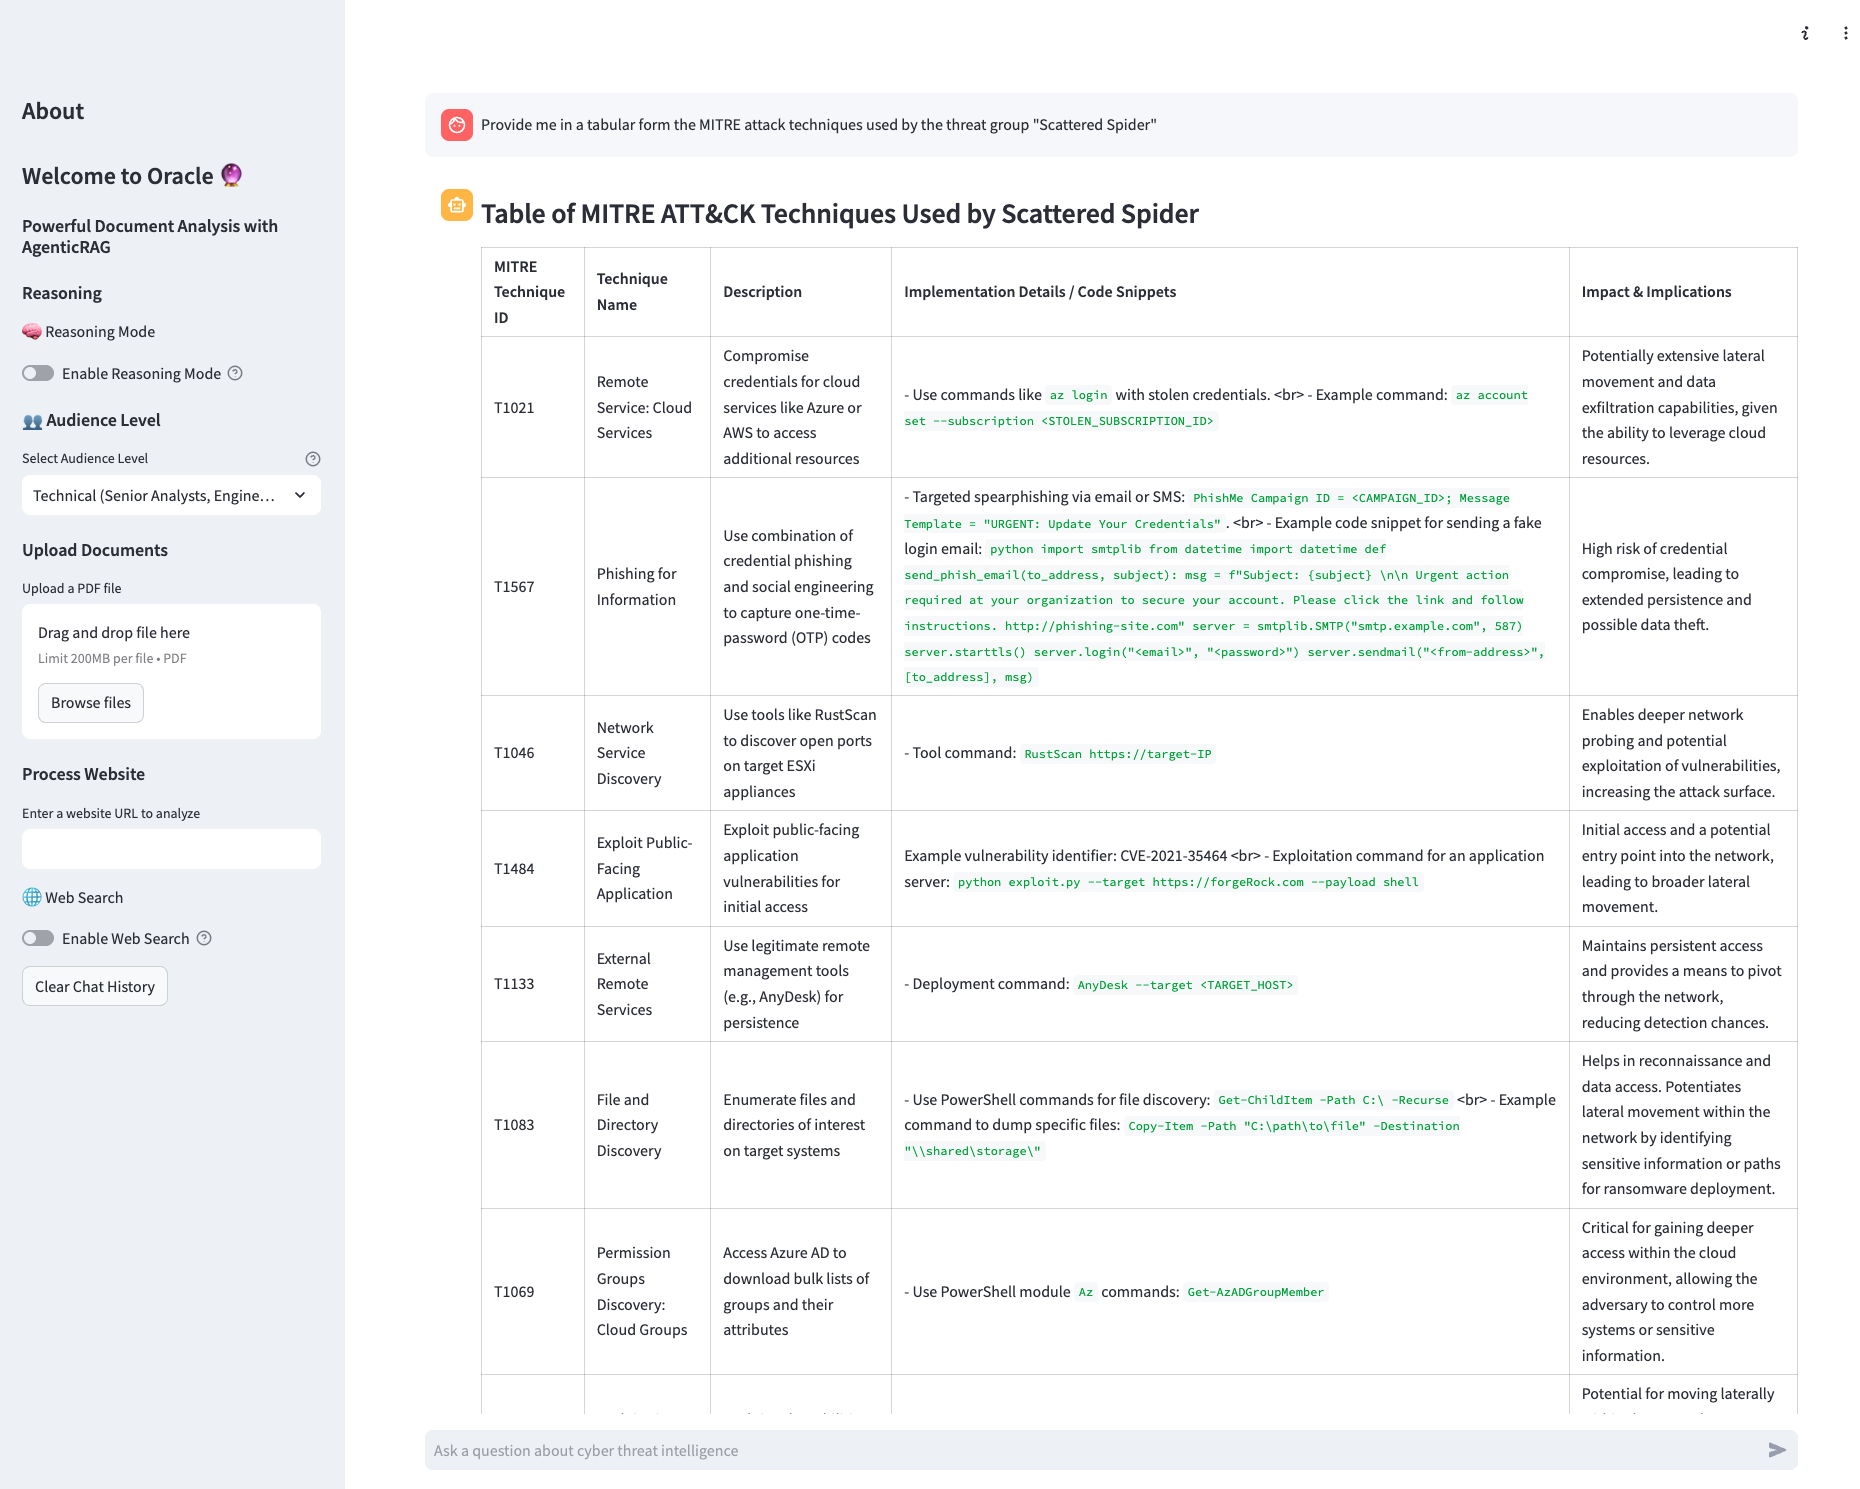 About
Welcome to Oracle 🔮
Powerful Document Analysis with
AgenticRAG
Reasoning
🧠 Reasoning Mode
Enable Reasoning Mode
👥 Audience Level
Select Audience Level
Technical (Senior Analysts, Engine...
Upload Documents
Upload a PDF file
Drag and drop file here
Limit 200MB per file • PDF
Browse files
Process Website
Enter a website URL to analyze
🌐 Web Search
Enable Web Search
Clear Chat History
Provide me in a tabular form the MITRE attack techniques used by the threat group "Scattered Spider"
Table of MITRE ATT&CK Techniques Used by Scattered Spider
MITRE
Technique
ID
Technique
Name
Description
Implementation Details / Code Snippets
Impact & Implications
T1021
Remote
Service: Cloud
Services
Compromise
credentials for cloud
services like Azure or
AWS to access
additional resources
- Use commands like az login with stolen credentials. <br> - Example command: az account
set --subscription <STOLEN_SUBSCRIPTION_ID>
Potentially extensive lateral
movement and data
exfiltration capabilities, given
the ability to leverage cloud
resources.
T1567
Phishing for
Information
Use combination of
credential phishing
and social engineering
to capture one-time-
password (OTP) codes
- Targeted spearphishing via email or SMS: PhishMe Campaign ID = <CAMPAIGN_ID>; Message
Template = "URGENT: Update Your Credentials" . <br> - Example code snippet for sending a fake
login email: python import smtplib from datetime import datetime def
send_phish_email(to_address, subject): msg = f"Subject: {subject} \n\n Urgent action
required at your organization to secure your account. Please click the link and follow
instructions. http://phishing-site.com" server = smtplib.SMTP("smtp.example.com", 587)
server.starttls() server.login("<email>", "<password>") server.sendmail("<from-address>",
[to_address], msg)
High risk of credential
compromise, leading to
extended persistence and
possible data theft.
T1046
Network
Service
Discovery
Use tools like RustScan
to discover open ports
on target ESXi
appliances
- Tool command: RustScan https://target-IP
Enables deeper network
probing and potential
exploitation of vulnerabilities,
increasing the attack surface.
T1484
Exploit Public-
Facing
Application
Exploit public-facing
application
vulnerabilities for
initial access
Example vulnerability identifier: CVE-2021-35464 <br> - Exploitation command for an application
server: python exploit.py --target https://forgeRock.com --payload shell
Initial access and a potential
entry point into the network,
leading to broader lateral
movement.
T1133
External
Remote
Services
Use legitimate remote
management tools
(e.g., AnyDesk) for
persistence
- Deployment command: AnyDesk --target <TARGET_HOST>
Maintains persistent access
and provides a means to pivot
through the network,
reducing detection chances.
T1083
File and
Directory
Discovery
Enumerate files and
directories of interest
on target systems
- Use PowerShell commands for file discovery: Get-ChildItem -Path C:\ -Recurse <br> - Example
command to dump specific files: Copy-Item -Path "C:\path\to\file" -Destination
"\\shared\storage\"
Helps in reconnaissance and
data access. Potentiates
lateral movement within the
network by identifying
sensitive information or paths
for ransomware deployment.
T1069
Permission
Groups
Discovery:
Cloud Groups
Access Azure AD to
download bulk lists of
groups and their
attributes
- Use PowerShell module Az commands: Get-AzADGroupMember
Critical for gaining deeper
access within the cloud
environment, allowing the
adversary to control more
systems or sensitive
information.
Potential for moving laterally
Ask a question about cyber threat intelligence